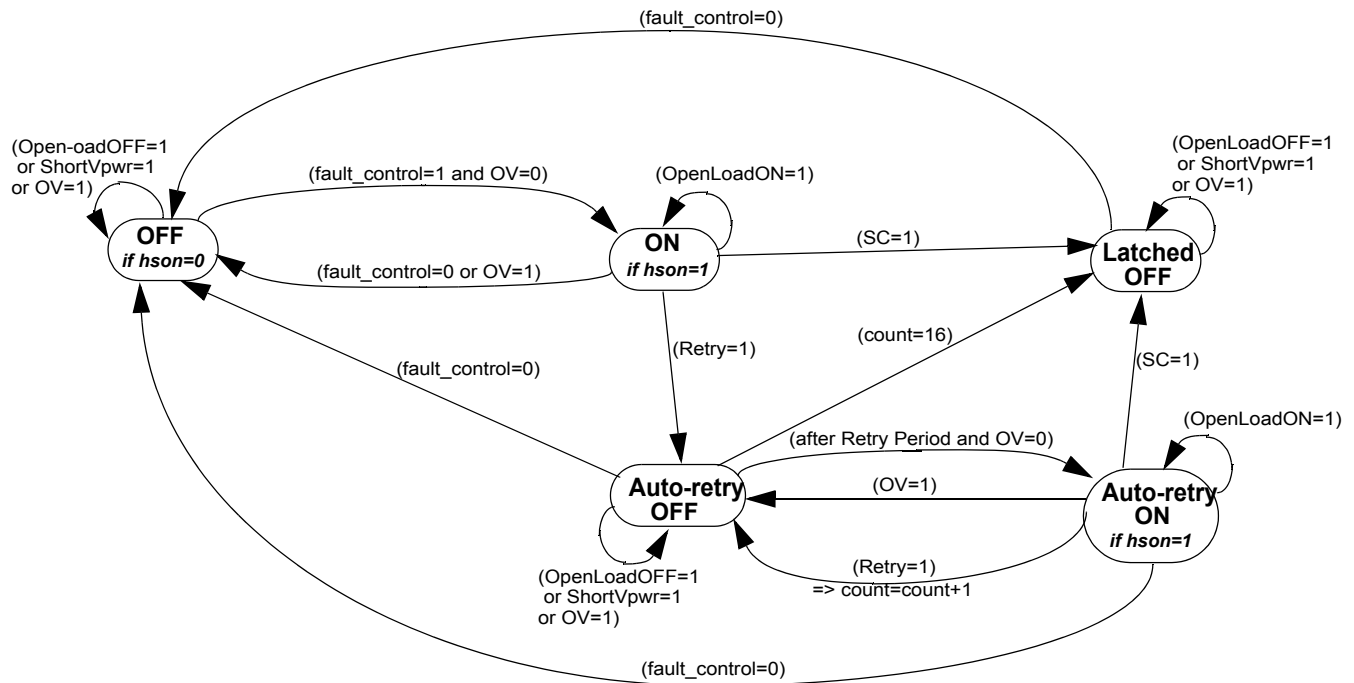 (fault_control=0)
(Open-oadOFF=1
or ShortVpwr=1
or OV=1)
(fault_control=1 and OV=0)
(OpenLoadON=1)
(OpenLoadOFF=1
or ShortVpwr=1
or OV=1)
OFF
if hson=0
ON
if hson=1
(SC=1)
Latched
OFF
(fault_control=0 or OV=1)
(count=16)
(Retry=1)
(SC=1)
(fault_control=0)
(OpenLoadON=1)
(after Retry Period and OV=0)
Auto-retry
OFF
(OV=1)
Auto-retry
ON
if hson=1
(OpenLoadOFF=1
or ShortVpwr=1
or OV=1)
(Retry=1)
=> count=count+1
(fault_control=0)